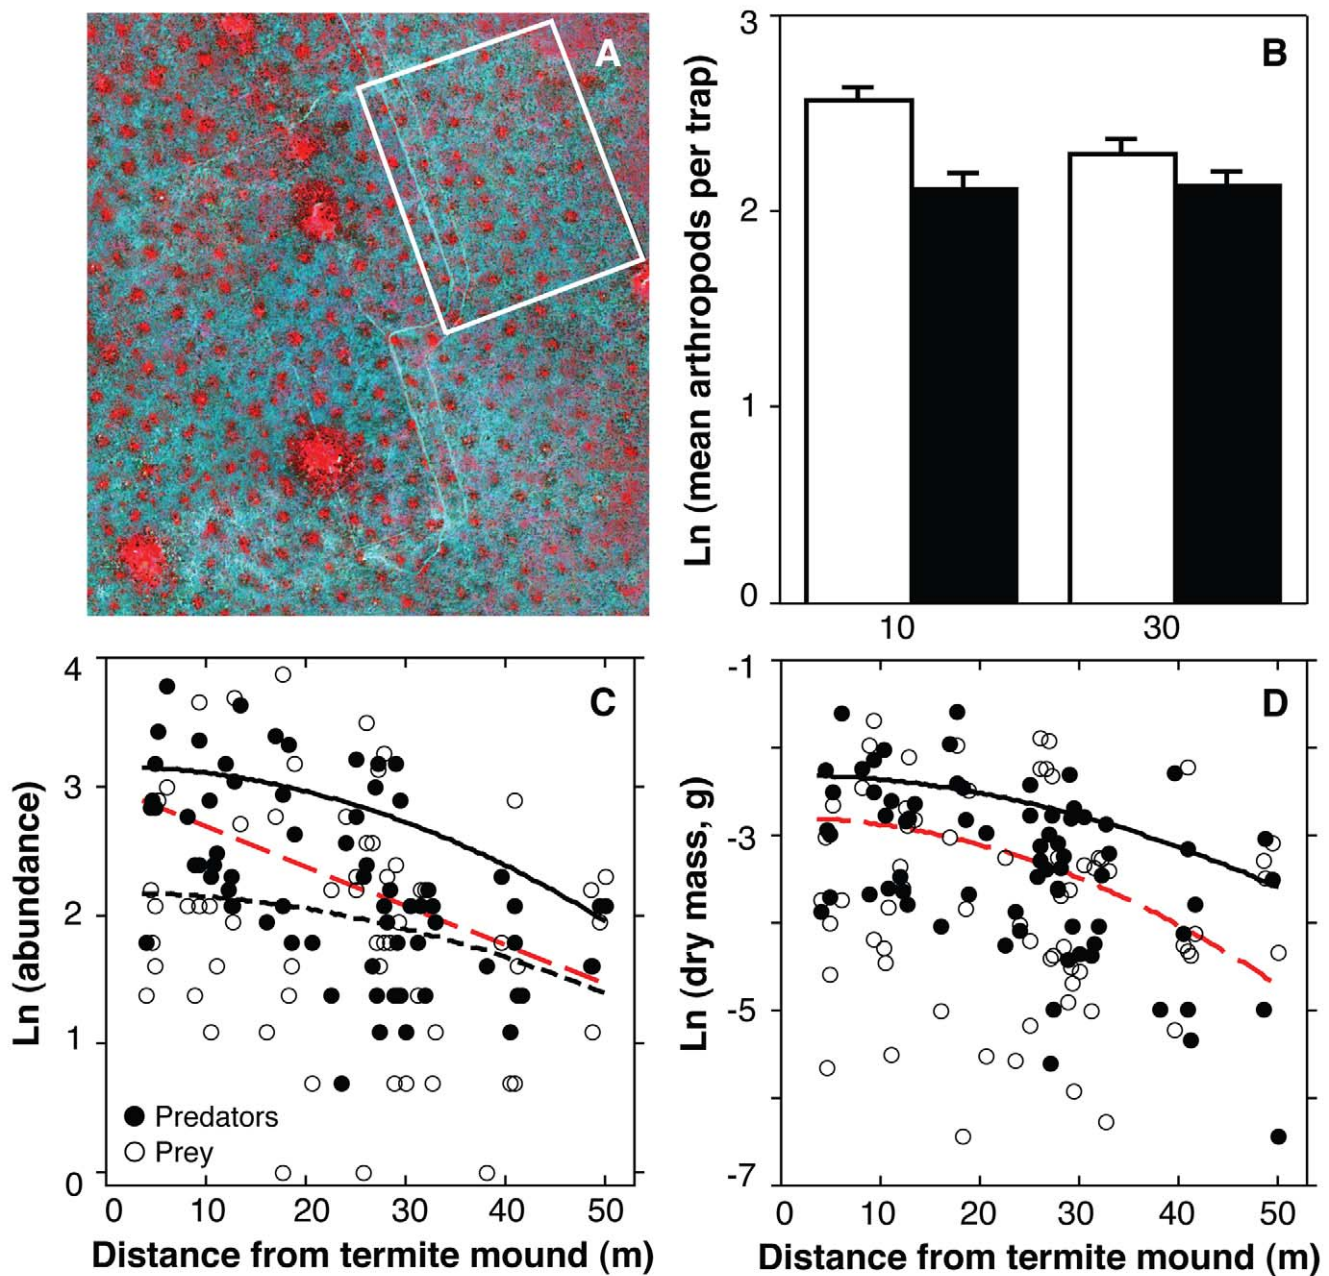 A
B
Ln (mean arthropods per trap)
3
2
1
0
10
30
C
Ln (abundance)
4
3
2
1
0
Predators
Prey
0 10 20 30 40 50
Distance from termite mound (m)
D
Ln (dry mass, g)
-1
-3
-5
-7
0 10 20 30 40 50
Distance from termite mound (m)